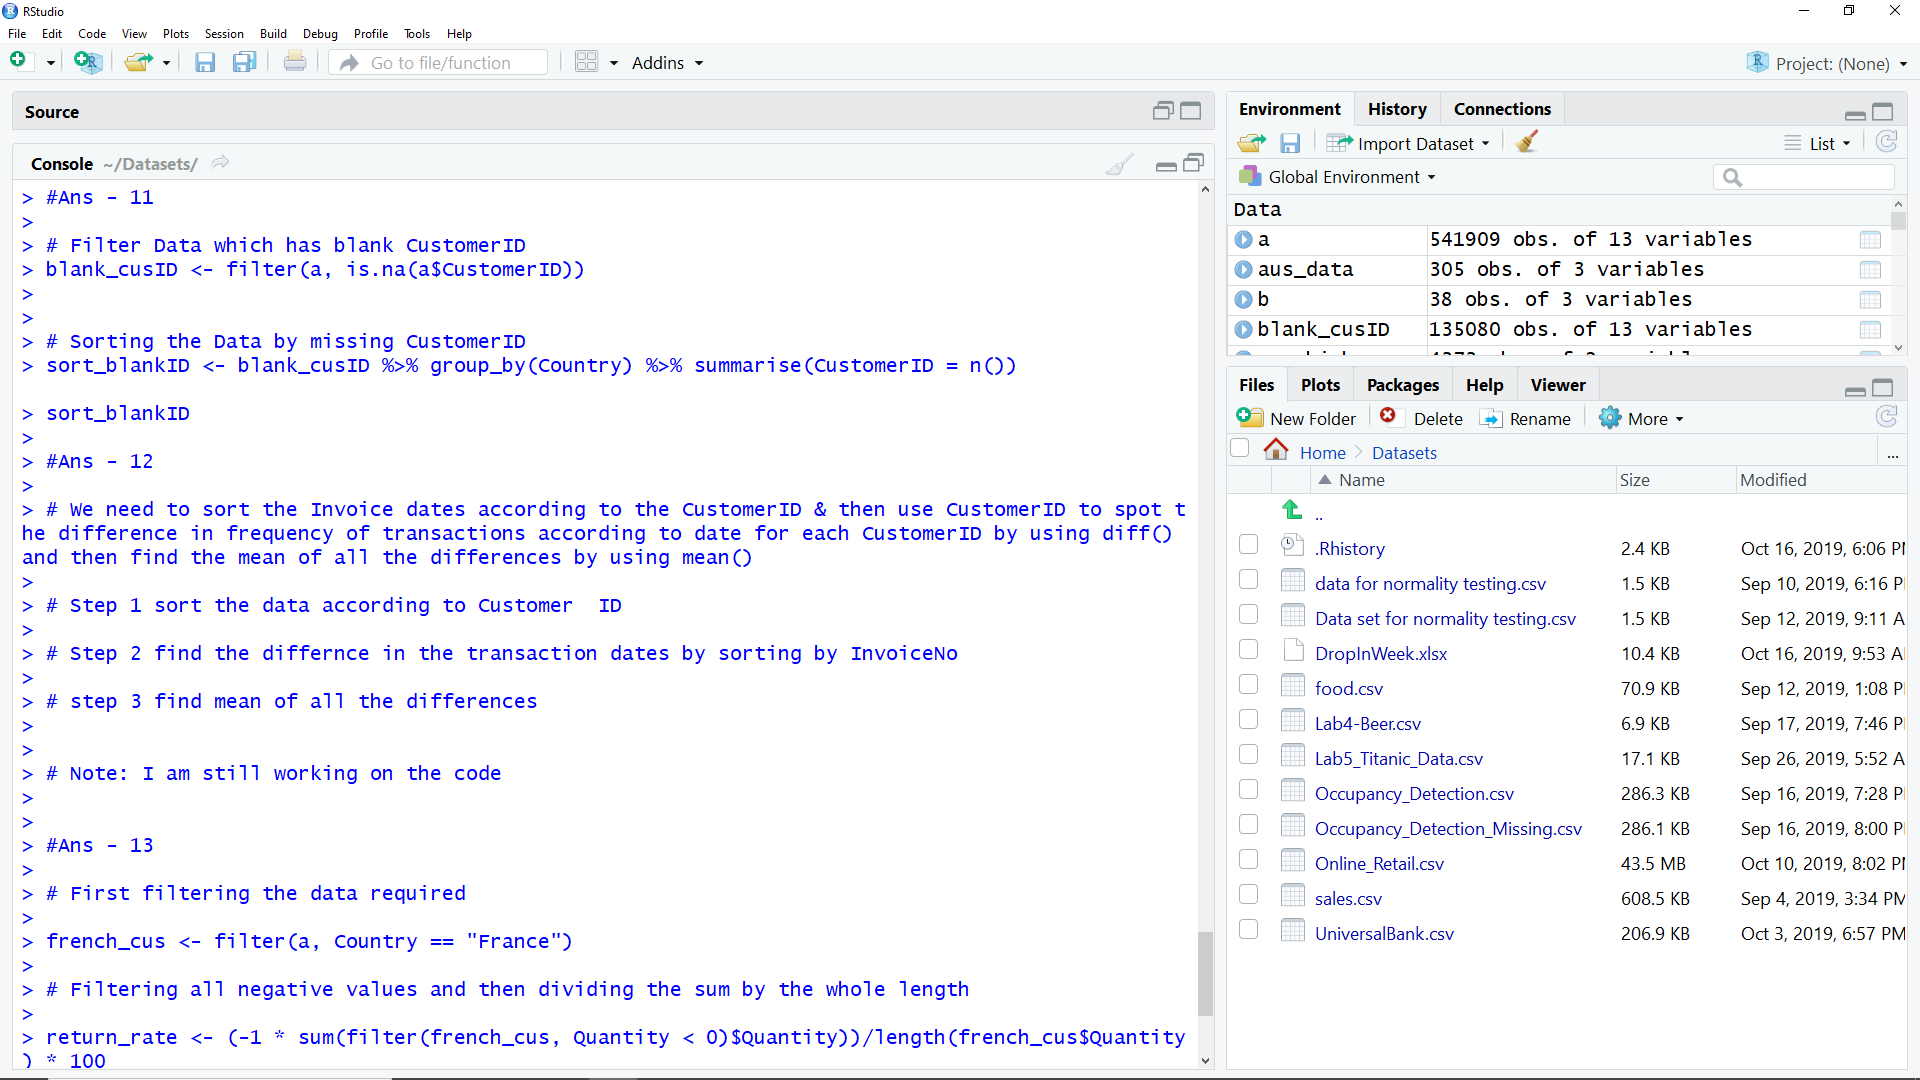 RStudio
File Edit Code View Plots Session Build Debug Profile Tools Help
Go to file/function Addins Project: (None)
Source
Console ~/Datasets/
> #Ans - 11
>
> # Filter Data which has blank CustomerID
> blank_cusID <- filter(a, is.na(a$CustomerID))
>
>
> # Sorting the Data by missing CustomerID
> sort_blankID <- blank_cusID %>% group_by(Country) %>% summarise(CustomerID = n())
> sort_blankID
>
> #Ans - 12
>
> # We need to sort the Invoice dates according to the CustomerID & then use CustomerID to spot t
he difference in frequency of transactions according to date for each CustomerID by using diff()
and then find the mean of all the differences by using mean()
>
> # Step 1 sort the data according to Customer  ID
>
> # Step 2 find the differnce in the transaction dates by sorting by InvoiceNo
>
> # step 3 find mean of all the differences
>
>
> # Note: I am still working on the code
>
>
> #Ans - 13
>
> # First filtering the data required
>
> french_cus <- filter(a, Country == "France")
>
> # Filtering all negative values and then dividing the sum by the whole length
>
> return_rate <- (-1 * sum(filter(french_cus, Quantity < 0)$Quantity))/length(french_cus$Quantity
) * 100
Environment History Connections
Import Dataset List
Global Environment
Data
a 541909 obs. of 13 variables
aus_data 305 obs. of 3 variables
b 38 obs. of 3 variables
blank_cusID 135080 obs. of 13 variables
Files Plots Packages Help Viewer
New Folder Delete Rename More
Home Datasets ...
Name Size Modified
..
.Rhistory 2.4 KB Oct 16, 2019, 6:06 P
data for normality testing.csv 1.5 KB Sep 10, 2019, 6:16 P
Data set for normality testing.csv 1.5 KB Sep 12, 2019, 9:11 A
DropInWeek.xlsx 10.4 KB Oct 16, 2019, 9:53 A
food.csv 70.9 KB Sep 12, 2019, 1:08 P
Lab4-Beer.csv 6.9 KB Sep 17, 2019, 7:46 P
Lab5_Titanic_Data.csv 17.1 KB Sep 26, 2019, 5:52 A
Occupancy_Detection.csv 286.3 KB Sep 16, 2019, 7:28 P
Occupancy_Detection_Missing.csv 286.1 KB Sep 16, 2019, 8:00 P
Online_Retail.csv 43.5 MB Oct 10, 2019, 8:02 P
sales.csv 608.5 KB Sep 4, 2019, 3:34 PM
UniversalBank.csv 206.9 KB Oct 3, 2019, 6:57 PM